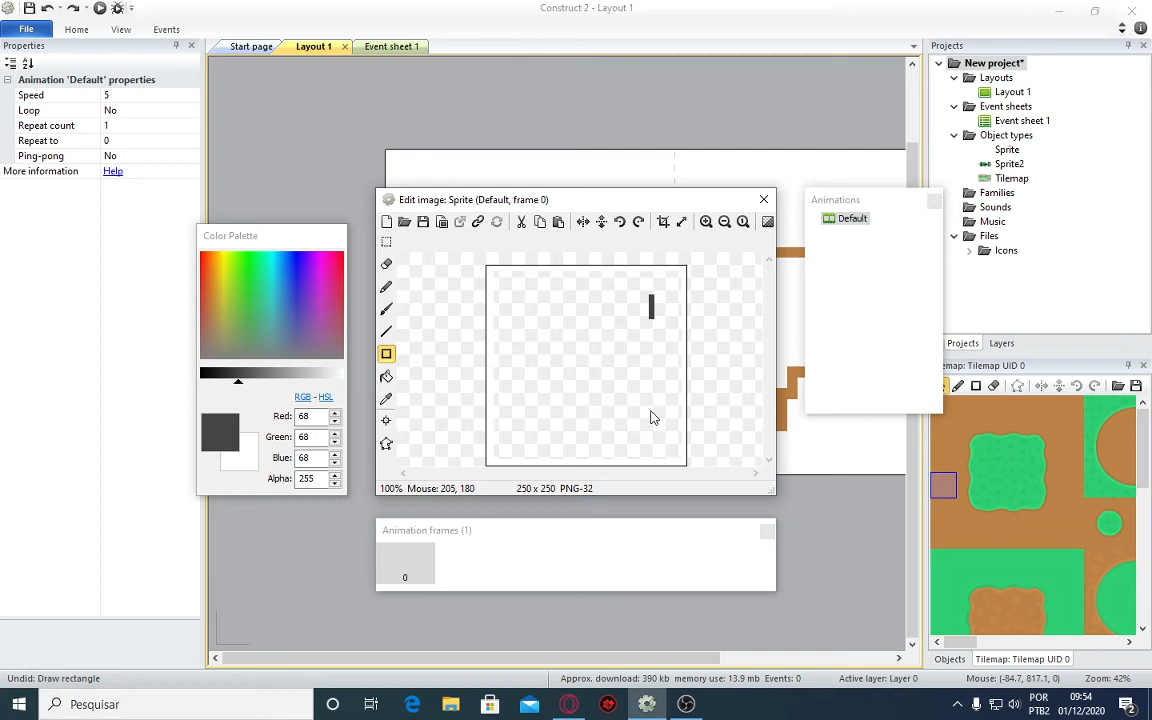 Construct 2 - Layout 1
File
Home
View
Events
Properties
Start page
Layout 1
Event sheet 1
Projects
Animation 'Default' properties
Speed 5
Loop No
Repeat count 1
Repeat to 0
Ping-pong No
More information Help
New project*
Layouts
Layout 1
Event sheets
Event sheet 1
Object types
Sprite
Sprite2
Tilemap
Families
Sounds
Music
Files
Icons
Edit image: Sprite (Default, frame 0)
Animations
Default
Color Palette
RGB - HSL
Red: 68
Green: 68
Blue: 68
Alpha: 255
100% Mouse: 205, 180 250 x 250 PNG-32
Animation frames (1)
0
Projects
Layers
emap: Tilemap UID 0
Objects
Tilemap: Tilemap UID 0
Undid: Draw rectangle
Approx. download: 390 kb memory use: 13.9 mb Events: 0
Active layer: Layer 0
Mouse: (-84.7, 817.1, 0)
Zoom: 42%
Pesquisar
POR
PTB2
09:54
01/12/2020
2